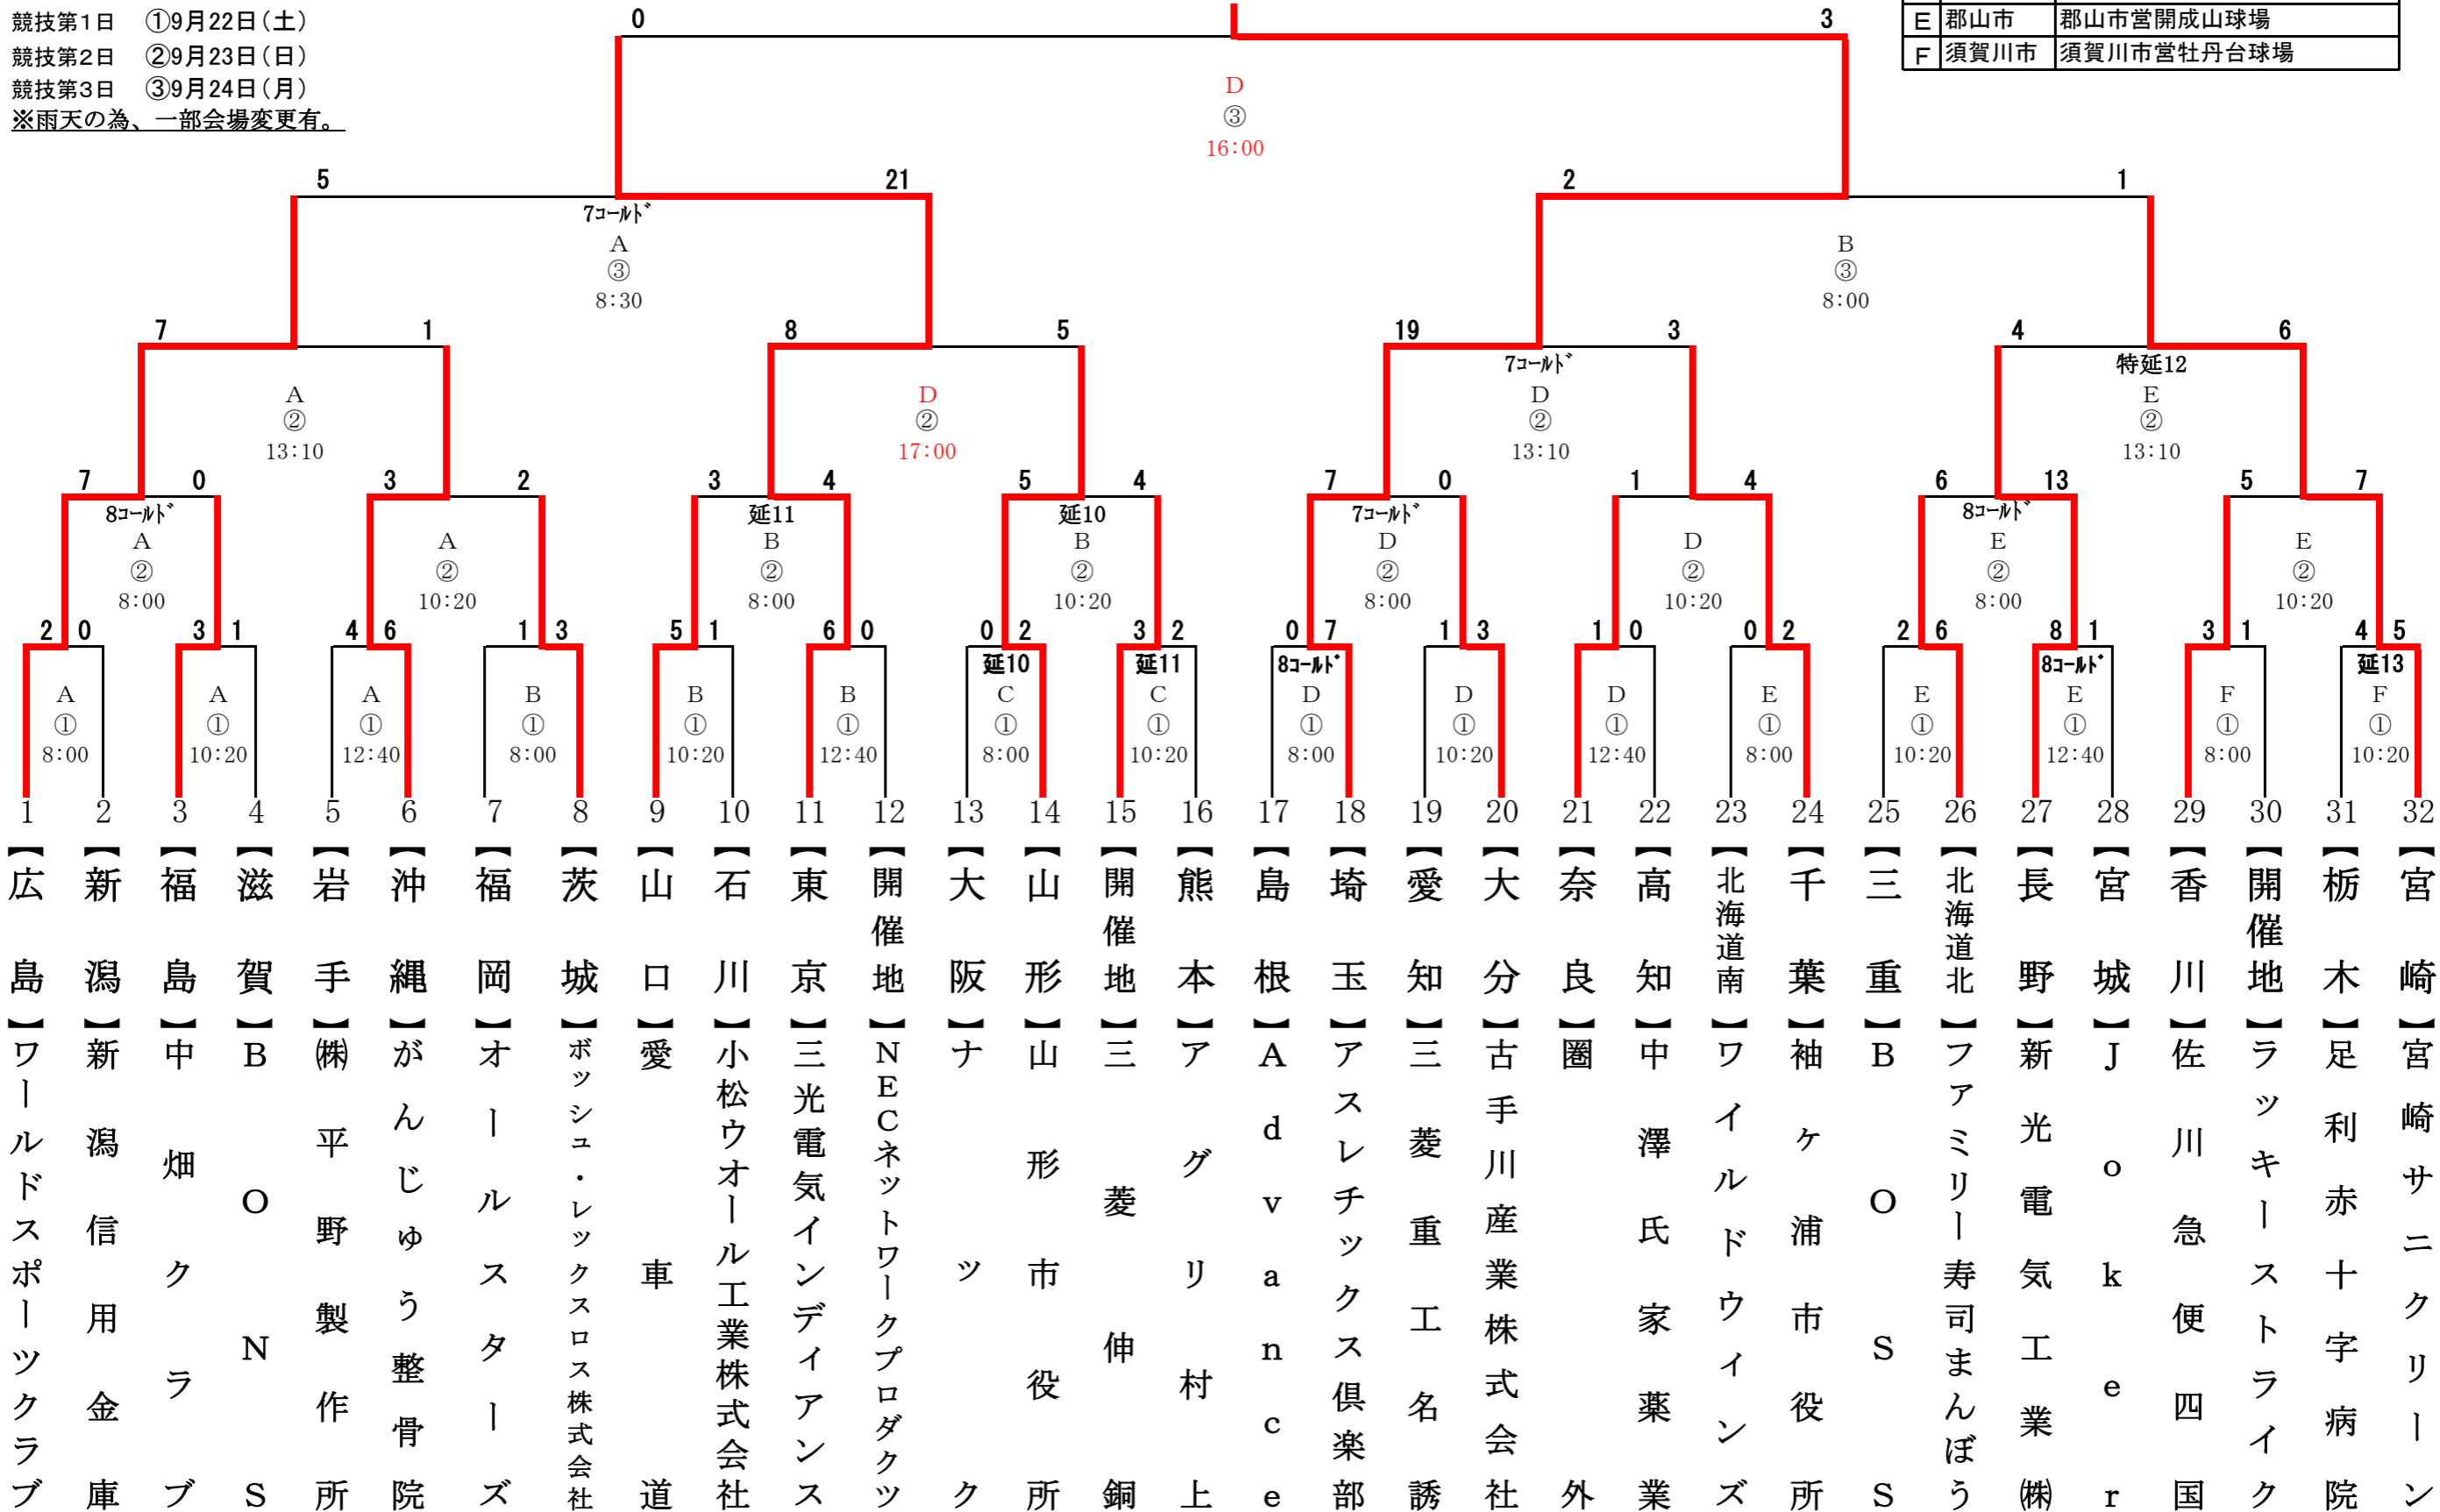 競技第1日 ①9月22日(土)
競技第2日 ②9月23日(日)
競技第3日 ③9月24日(月)
※雨天の為、一部会場変更有。
E 郡山市 郡山市営開成山球場
F 須賀川市 須賀川市営牡丹台球場
0 3
D
③
16:00
5 21 2 1
7コールド
A B
③ ③
8:30 8:00
7 1 8 5 19 3 4 6
7コールド 特延12
A D D E
② ② ② ②
13:10 17:00 13:10 13:10
7 0 3 2 3 4 5 4 7 0 1 4 6 13 5 7
8コールド 延11 延10 7コールド 8コールド
A A B B D D E E
② ② ② ② ② ② ② ②
8:00 10:20 8:00 10:20 8:00 10:20 8:00 10:20
2 0 3 1 4 6 1 3 5 1 6 0 0 2 3 2 0 7 1 3 1 0 0 2 2 6 8 1 3 1 4 5
延10 延11 8コールド 8コールド 延13
A A A B B B C C D D D E E E F F
① ① ① ① ① ① ① ① ① ① ① ① ① ① ① ①
8:00 10:20 12:40 8:00 10:20 12:40 8:00 10:20 8:00 10:20 12:40 8:00 10:20 12:40 8:00 10:20
1 2 3 4 5 6 7 8 9 10 11 12 13 14 15 16 17 18 19 20 21 22 23 24 25 26 27 28 29 30 31 32
【広島】ワールドスポーツクラブ
【新潟】新潟信用金庫
【福島】中畑クラブ
【滋賀】BONS
【岩手】㈱平野製作所
【沖縄】がんじゅう整骨院
【福岡】オールスターズ
【茨城】ボッシュ・レックスロス株式会社
【山口】愛車道
【石川】小松ウオール工業株式会社
【東京】三光電気インディアンス
【開催地】NECネットワークプロダクツ
【大阪】ナック
【山形】山形市役所
【開催地】三菱伸銅
【熊本】アグリ村上
【島根】Advance
【埼玉】アスレチックス倶楽部
【愛知】三菱重工名誘
【大分】古手川産業株式会社
【奈良】圏外
【高知】中澤氏家薬業
【北海道南】ワイルドウインズ
【千葉】袖ケ浦市役所
【三重】BOSS
【北海道北】ファミリー寿司まんぼう
【長野】新光電気工業㈱
【宮城】Joker
【香川】佐川急便四国
【開催地】ラッキーストライク
【栃木】足利赤十字病院
【宮崎】宮崎サニクリーン